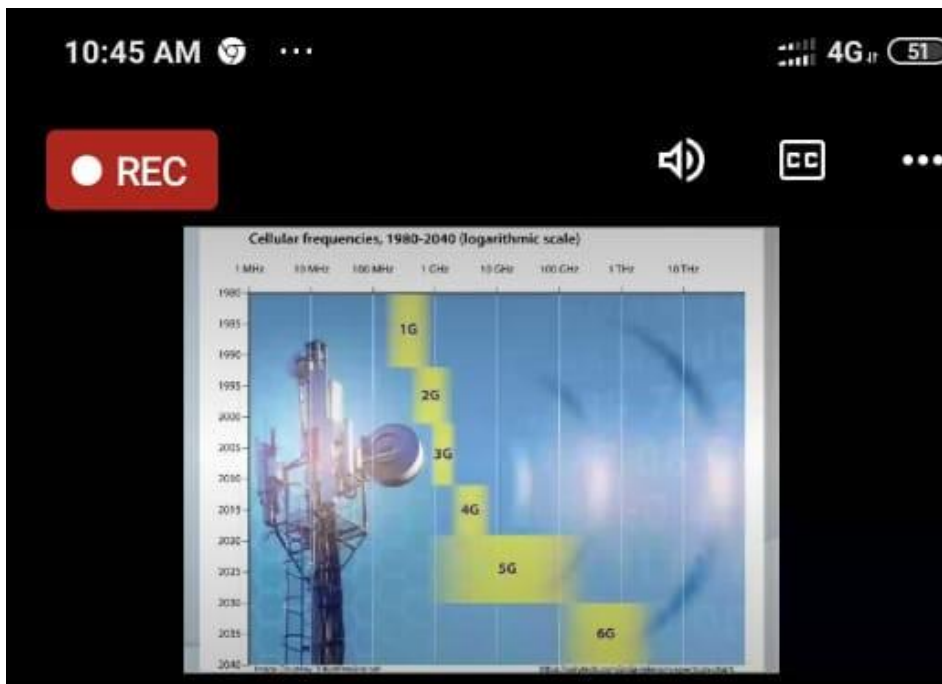 10:45 AM ... 4G 51
REC CC
Cellular frequencies, 1980-2040 (logarithmic scale)
1 MHz 10 MHz 100 MHz 1 GHz 10 GHz 100 GHz 1 THz 10 THz
1980
1985
1G
1990
1995
2G
2000
2005
3G
2010
2015
4G
2020
2025
5G
2030
2035
6G
2040